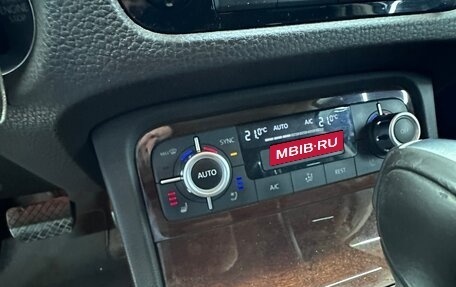 SYNC
21.0°C AUTO A/C 21.0°C
MBIB.RU
AUTO
A/C
REST